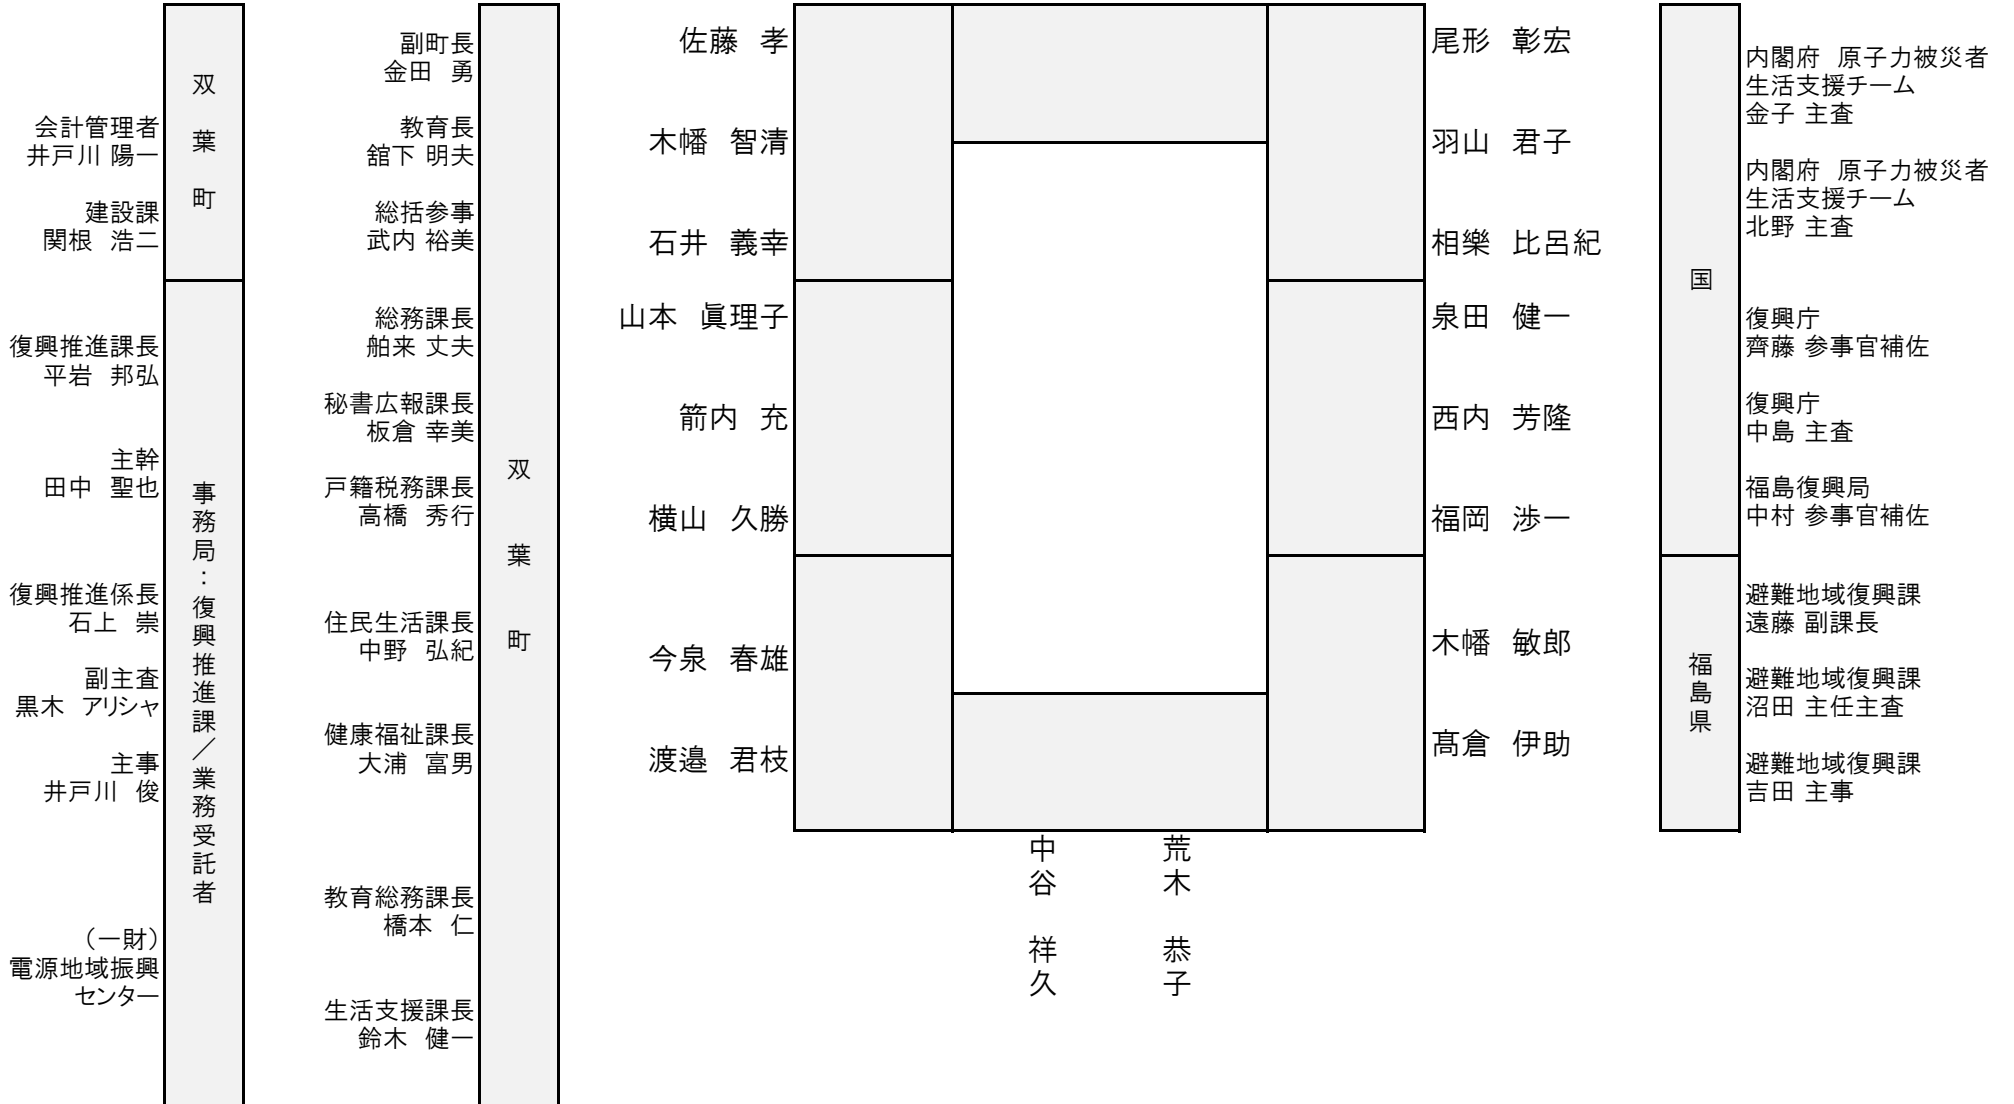 会計管理者
井戸川 陽一
建設課
関根 浩二
復興推進課長
平岩 邦弘
主幹
田中 聖也
復興推進係長
石上 崇
副主査
黒木 アリシャ
主事
井戸川 俊
（一財）
電源地域振興
センター
双葉町
事務局：復興推進課／業務受託者
副町長
金田 勇
教育長
舘下 明夫
総括参事
武内 裕美
総務課長
舶来 丈夫
秘書広報課長
板倉 幸美
戸籍税務課長
高橋 秀行
住民生活課長
中野 弘紀
健康福祉課長
大浦 富男
教育総務課長
橋本 仁
生活支援課長
鈴木 健一
双葉町
佐藤 孝
木幡 智清
石井 義幸
山本 眞理子
箭内 充
横山 久勝
今泉 春雄
渡邉 君枝
中谷 祥久
荒木 恭子
尾形 彰宏
羽山 君子
相樂 比呂紀
泉田 健一
西内 芳隆
福岡 渉一
木幡 敏郎
髙倉 伊助
国
福島県
内閣府 原子力被災者
生活支援チーム
金子 主査
内閣府 原子力被災者
生活支援チーム
北野 主査
復興庁
齊藤 参事官補佐
復興庁
中島 主査
福島復興局
中村 参事官補佐
避難地域復興課
遠藤 副課長
避難地域復興課
沼田 主任主査
避難地域復興課
吉田 主事